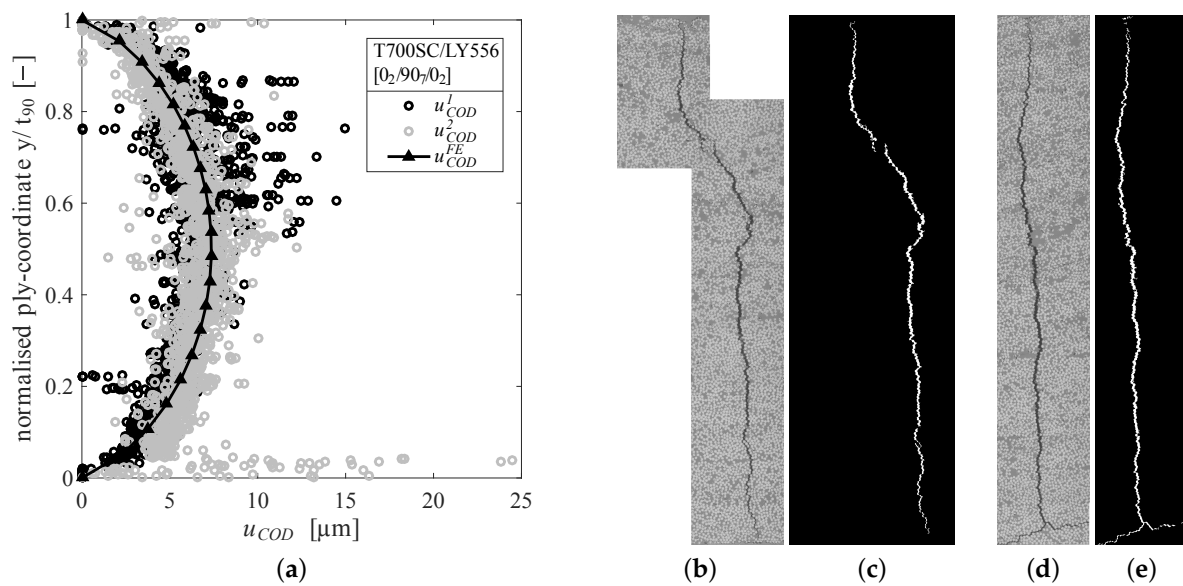 T700SC/LY556
[0₂/90₇/0₂]
u¹_COD
u²_COD
u^FE_COD
normalised ply-coordinate y/t₉₀ [−]
1
0.8
0.6
0.4
0.2
0
0 5 10 15 20 25
u_COD [μm]
(a) (b) (c) (d) (e)